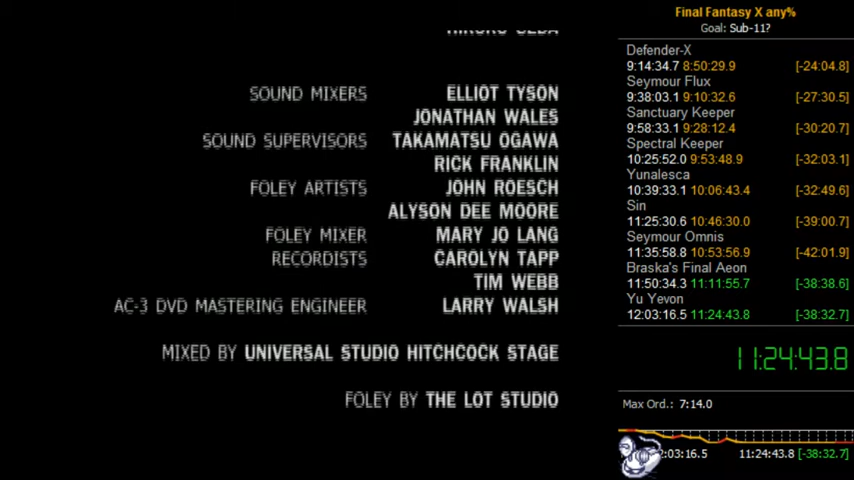 SOUND MIXERS ELLIOT TYSON
JONATHAN WALES
SOUND SUPERVISORS TAKAMATSU OGAWA
RICK FRANKLIN
FOLEY ARTISTS JOHN ROESCH
ALYSON DEE MOORE
FOLEY MIXER MARY JO LANG
RECORDISTS CAROLYN TAPP
TIM WEBB
AC-3 DVD MASTERING ENGINEER LARRY WALSH
MIXED BY UNIVERSAL STUDIO HITCHCOCK STAGE
FOLEY BY THE LOT STUDIO
Final Fantasy X any%
Goal: Sub-11?
Defender-X
9:14:34.7 8:50:29.9 [-24:04.8]
Seymour Flux
9:38:03.1 9:10:32.6 [-27:30.5]
Sanctuary Keeper
9:58:33.1 9:28:12.4 [-30:20.7]
Spectral Keeper
10:25:52.0 9:53:48.9 [-32:03.1]
Yunalesca
10:39:33.1 10:06:43.4 [-32:49.6]
Sin
11:25:30.6 10:46:30.0 [-39:00.7]
Seymour Omnis
11:35:58.8 10:53:56.9 [-42:01.9]
Braska's Final Aeon
11:50:34.3 11:11:55.7 [-38:38.6]
Yu Yevon
12:03:16.5 11:24:43.8 [-38:32.7]
11:24:43.8
Max Ord.: 7:14.0
2:03:16.5 11:24:43.8 [-38:32.7]